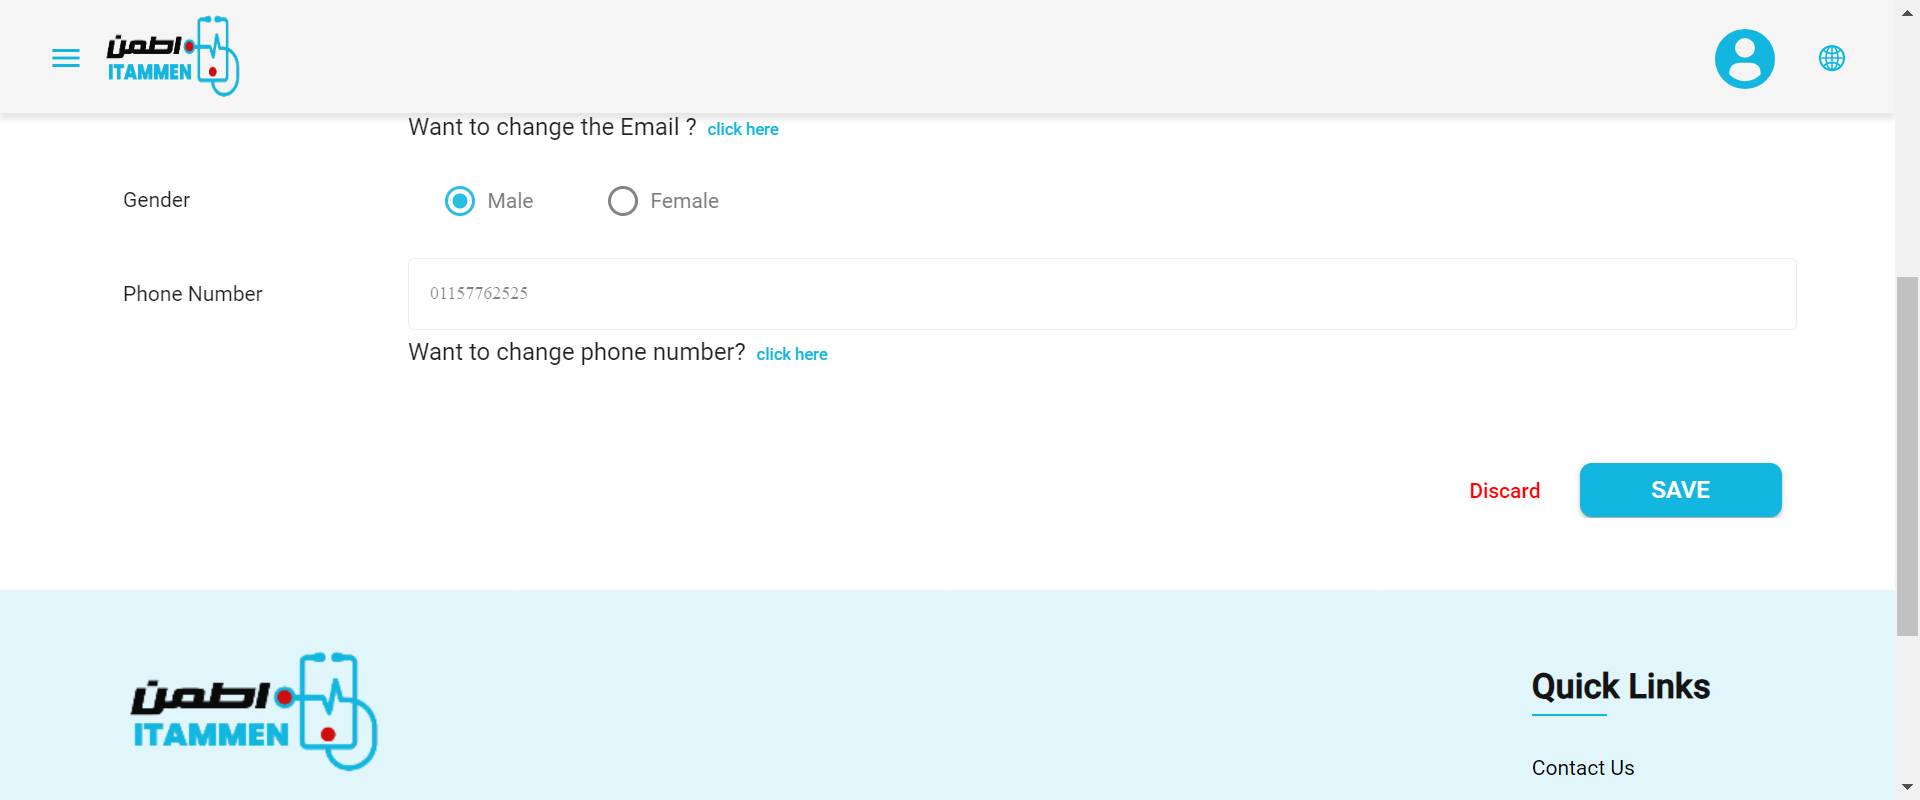 اطمن
ITAMMEN
Want to change the Email ? click here
Gender
Male
Female
Phone Number
01157762525
Want to change phone number? click here
Discard
SAVE
اطمن
ITAMMEN
Quick Links
Contact Us